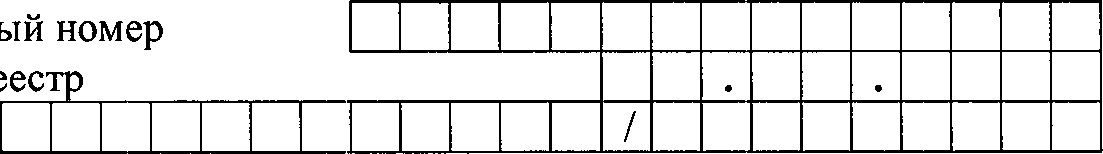 ый номер
еестр . .
/